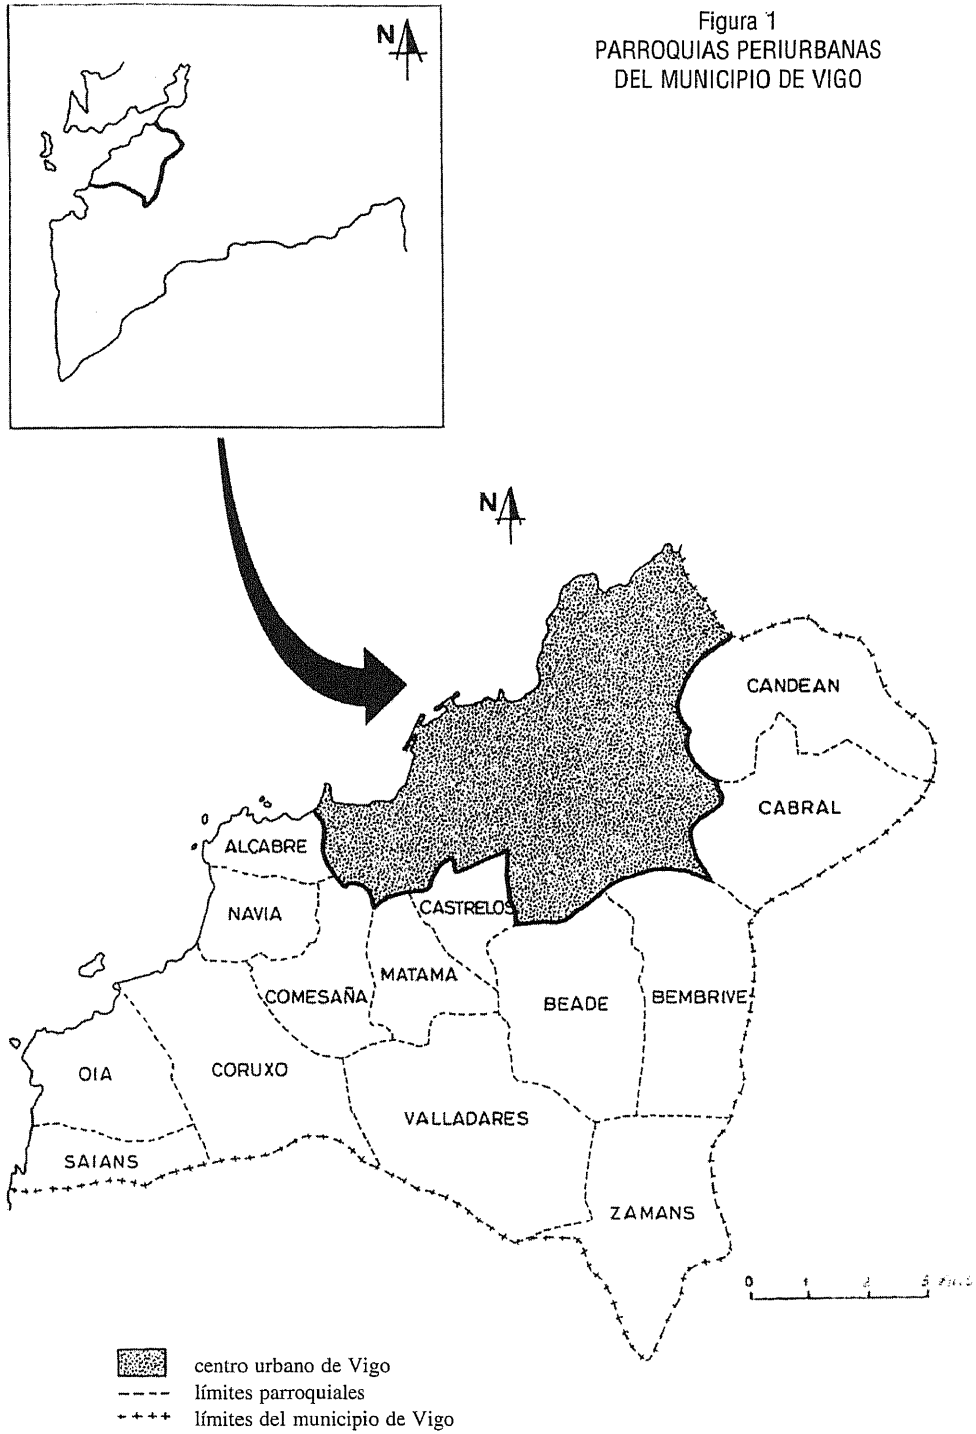 Figura 1
PARROQUIAS PERIURBANAS
DEL MUNICIPIO DE VIGO
N
N
CANDEAN
CABRAL
ALCABRE
NAVIA
CASTRELOS
MATAMA
COMESAÑA
BEADE
BEMBRIVE
OIA
CORUXO
VALLADARES
SAIANS
ZAMANS
0 1 2 3
centro urbano de Vigo
límites parroquiales
límites del municipio de Vigo